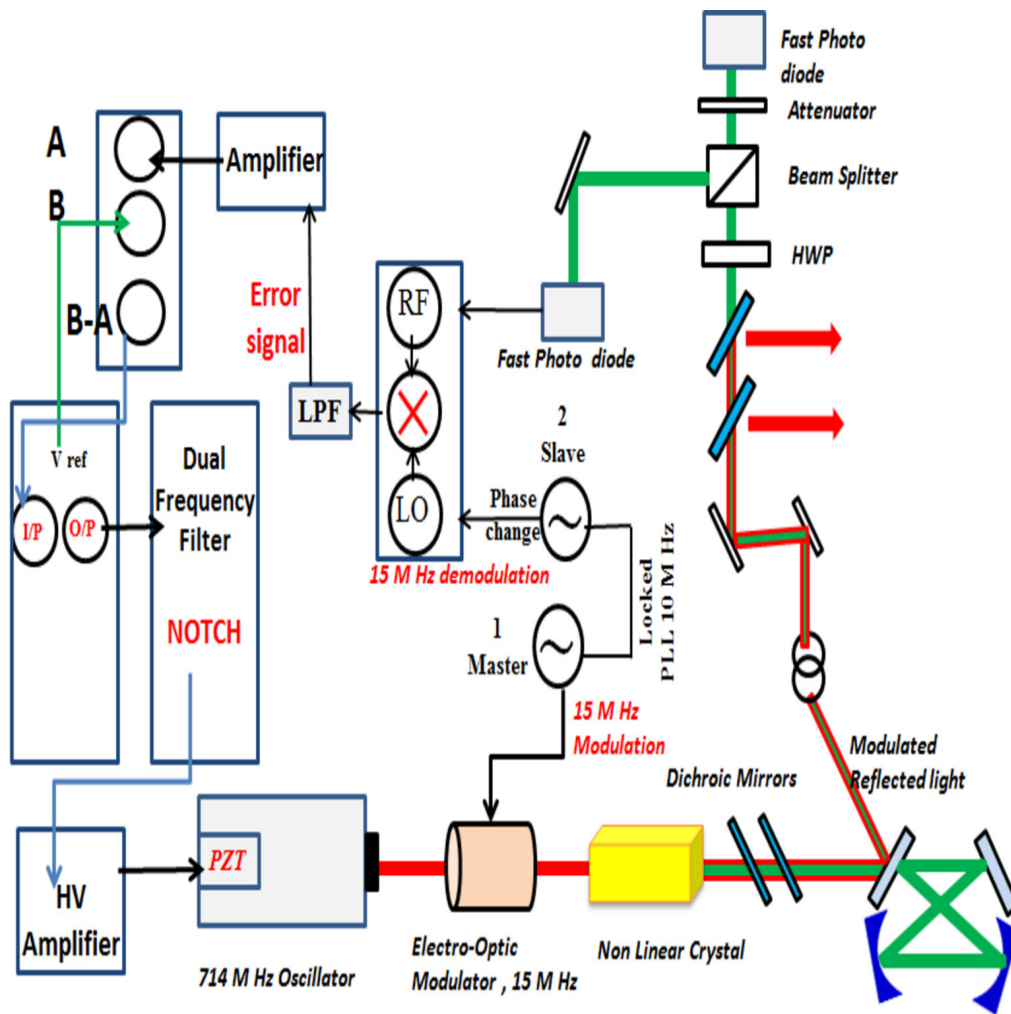 Fast Photo
diode
Attenuator
Beam Splitter
HWP
A
B
B-A
Amplifier
Error
signal
RF
LO
LPF
Fast Photo diode
2
Slave
Phase
change
15 M Hz demodulation
1
Master
Locked
PLL 10 M Hz
15 M Hz
Modulation
V ref
I/P
O/P
Dual
Frequency
Filter
NOTCH
Modulated
Reflected light
Dichroic Mirrors
PZT
HV
Amplifier
714 M Hz Oscillator
Electro-Optic
Modulator , 15 M Hz
Non Linear Crystal